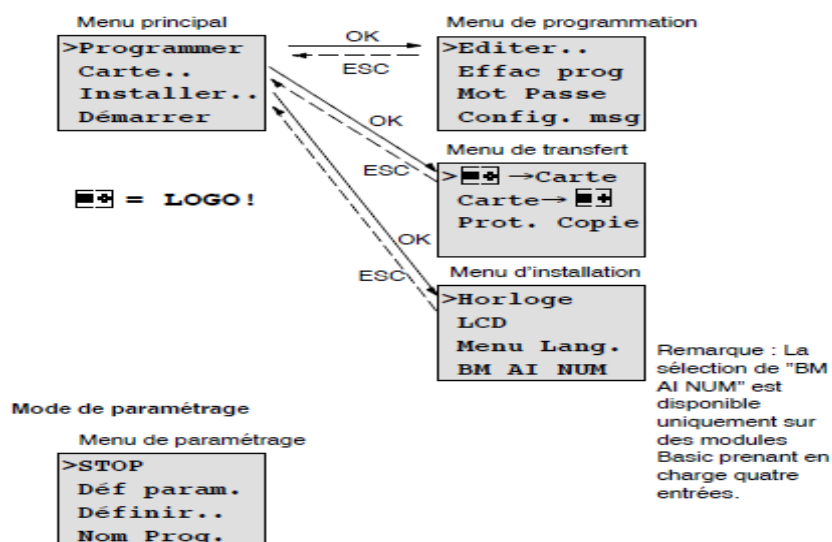 Menu principal
>Programmer
Carte..
Installer..
Démarrer
OK
ESC
Menu de programmation
>Editer..
Effac prog
Mot Passe
Config. msg
OK
ESC
Menu de transfert
> →Carte
Carte→
Prot. Copie
= LOGO!
OK
ESC
Menu d'installation
>Horloge
LCD
Menu Lang.
BM AI NUM
Remarque : La
sélection de "BM
AI NUM" est
disponible
uniquement sur
des modules
Basic prenant en
charge quatre
entrées.
Mode de paramétrage
Menu de paramétrage
>STOP
Déf param.
Définir..
Nom Prog.